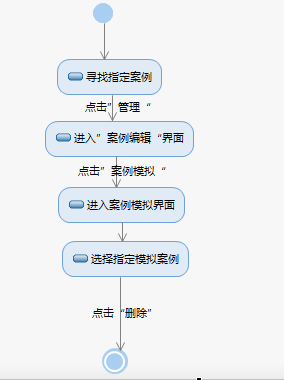 寻找指定案例
点击”管理“
进入”案例编辑“界面
点击”案例模拟“
进入案例模拟界面
选择指定模拟案例
点击“删除”